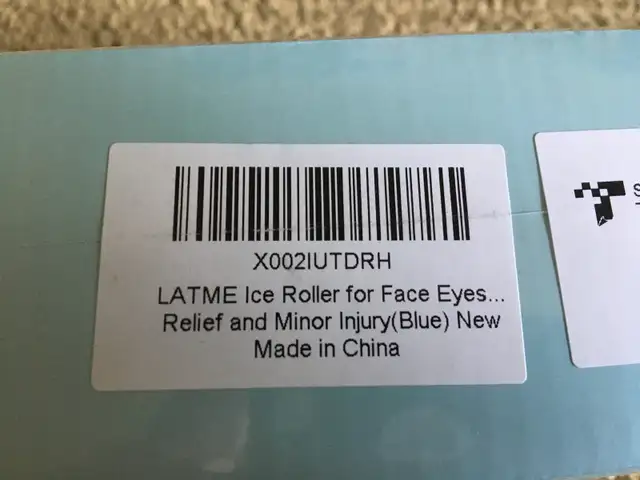 X002IUTDRH
LATME Ice Roller for Face Eyes...
Relief and Minor Injury(Blue) New
Made in China